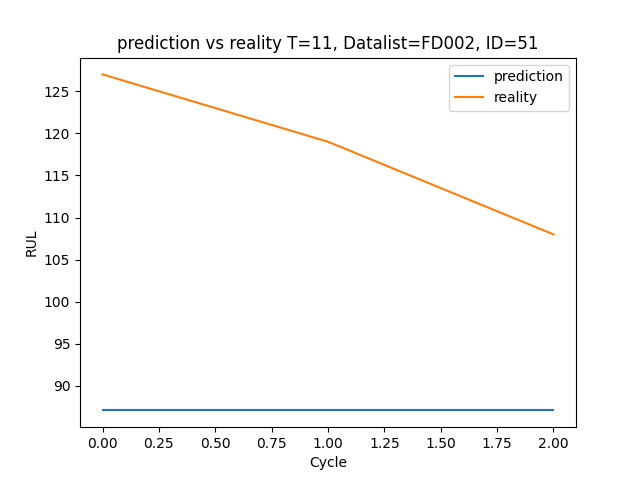 prediction vs reality T=11, Datalist=FD002, ID=51
prediction
reality
RUL
125
120
115
110
105
100
95
90
0.00 0.25 0.50 0.75 1.00 1.25 1.50 1.75 2.00
Cycle